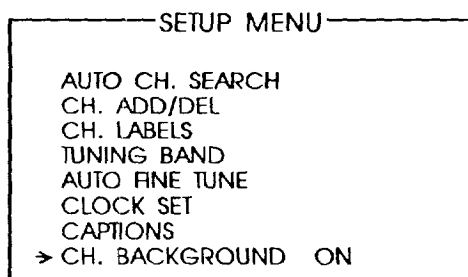 SETUP MENU
AUTO CH. SEARCH
CH. ADD/DEL
CH. LABELS
TUNING BAND
AUTO FINE TUNE
CLOCK SET
CAPTIONS
→ CH. BACKGROUND ON